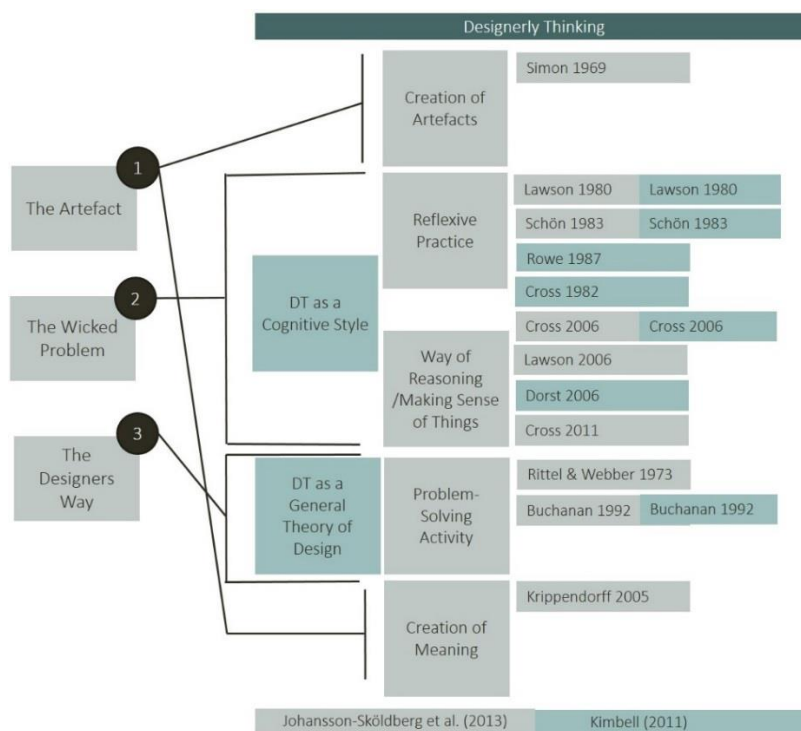 Designerly Thinking
1
The Artefact
2
The Wicked
Problem
3
The
Designers
Way
DT as a
Cognitive Style
DT as a
General
Theory of
Design
Creation of
Artefacts
Simon 1969
Reflexive
Practice
Lawson 1980 Lawson 1980
Schön 1983 Schön 1983
Rowe 1987
Cross 1982
Cross 2006 Cross 2006
Way of
Reasoning
/Making Sense
of Things
Lawson 2006
Dorst 2006
Cross 2011
Problem-
Solving
Activity
Rittel & Webber 1973
Buchanan 1992 Buchanan 1992
Creation of
Meaning
Krippendorff 2005
Johansson-Sköldberg et al. (2013) Kimbell (2011)